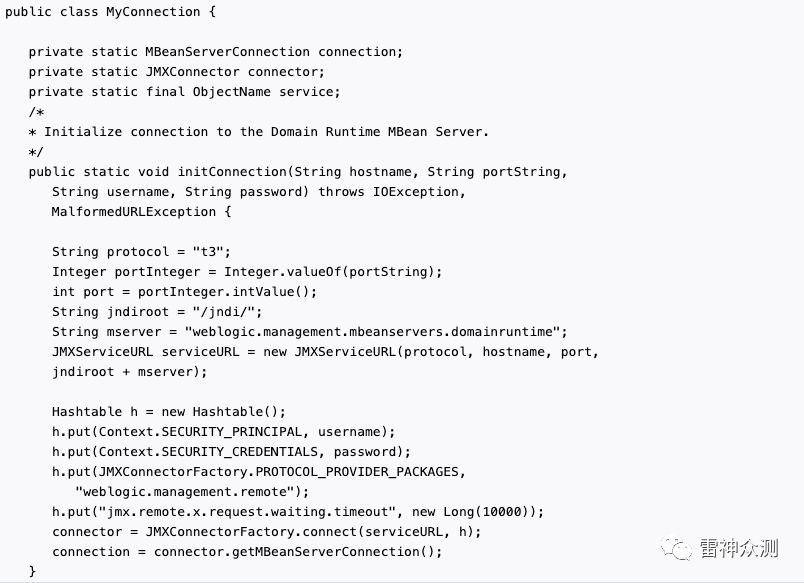 public class MyConnection {
private static MBeanServerConnection connection;
private static JMXConnector connector;
private static final ObjectName service;
/*
* Initialize connection to the Domain Runtime MBean Server.
*/
public static void initConnection(String hostname, String portString,
String username, String password) throws IOException,
MalformedURLException {
String protocol = "t3";
Integer portInteger = Integer.valueOf(portString);
int port = portInteger.intValue();
String jndiroot = "/jndi/";
String mserver = "weblogic.management.mbeanservers.domainruntime";
JMXServiceURL serviceURL = new JMXServiceURL(protocol, hostname, port,
jndiroot + mserver);
Hashtable h = new Hashtable();
h.put(Context.SECURITY_PRINCIPAL, username);
h.put(Context.SECURITY_CREDENTIALS, password);
h.put(JMXConnectorFactory.PROTOCOL_PROVIDER_PACKAGES,
"weblogic.management.remote");
h.put("jmx.remote.x.request.waiting.timeout", new Long(10000));
connector = JMXConnectorFactory.connect(serviceURL, h);
connection = connector.getMBeanServerConnection();
}
雷神众测